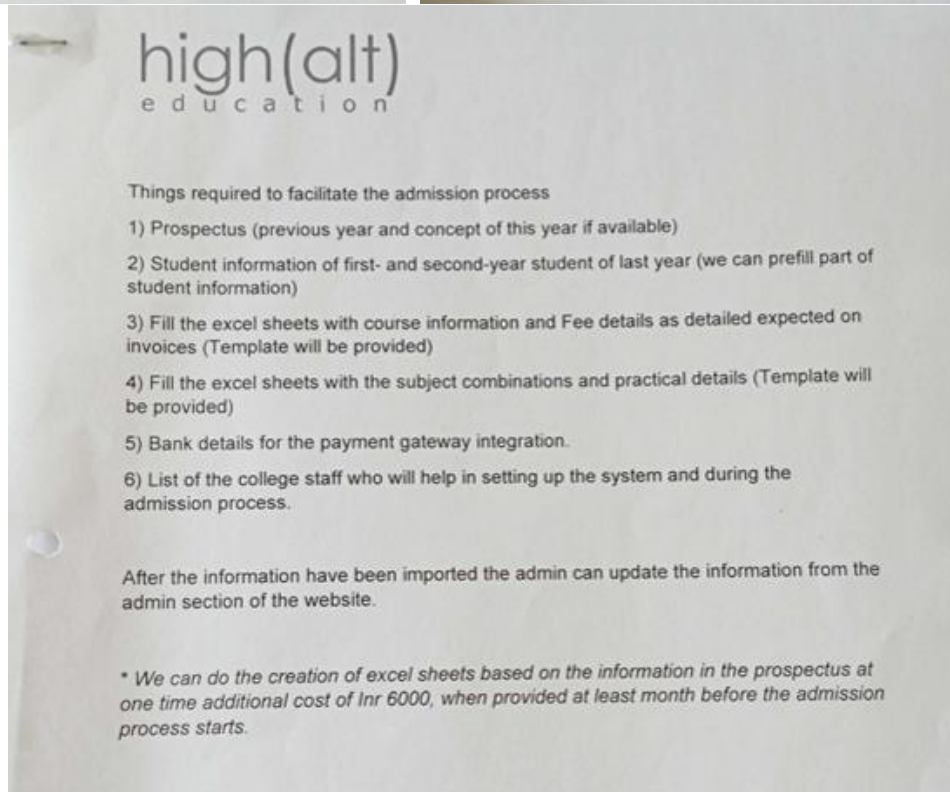 high(alt)
education
Things required to facilitate the admission process
1) Prospectus (previous year and concept of this year if available)
2) Student information of first- and second-year student of last year (we can prefill part of
student information)
3) Fill the excel sheets with course information and Fee details as detailed expected on
invoices (Template will be provided)
4) Fill the excel sheets with the subject combinations and practical details (Template will
be provided)
5) Bank details for the payment gateway integration.
6) List of the college staff who will help in setting up the system and during the
admission process.
After the information have been imported the admin can update the information from the
admin section of the website.
* We can do the creation of excel sheets based on the information in the prospectus at
one time additional cost of Inr 6000, when provided at least month before the admission
process starts.